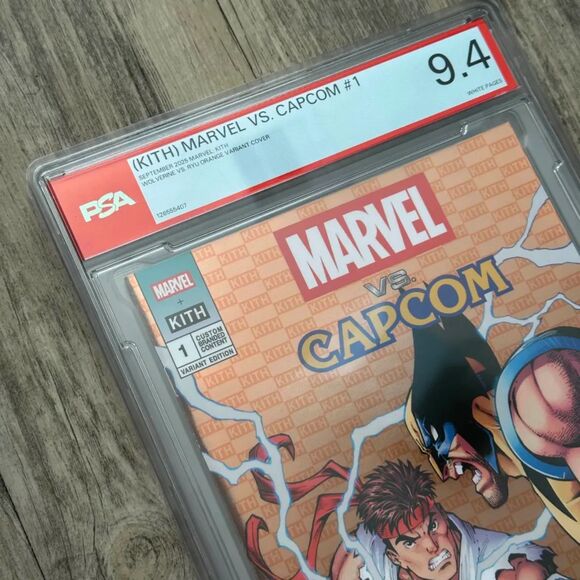 (KITH) MARVEL VS. CAPCOM #1
SEPTEMBER 2025 MARVEL: KITH
WOLVERINE VS. RYU ORANGE VARIANT COVER
128555407
PSA
9.4
WHITE PAGES
MARVEL
+
KITH
1
CUSTOM
BRANDED
CONTENT
VARIANT EDITION
MARVEL
VS.
CAPCOM